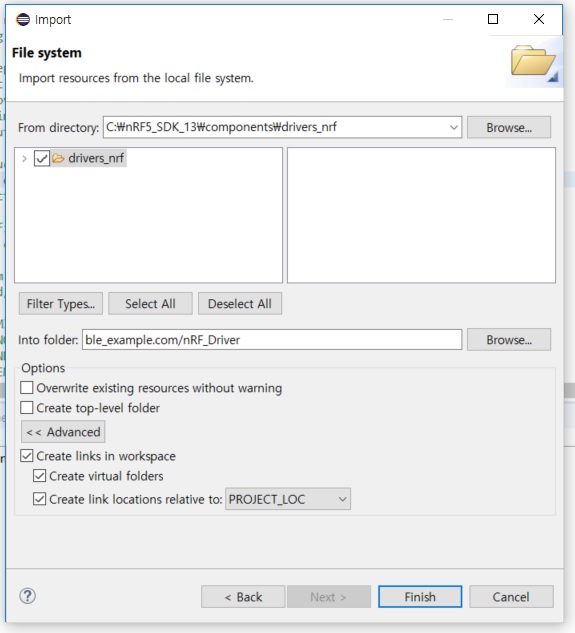 Import
File system
Import resources from the local file system.
From directory: C:₩nRF5_SDK_13₩components₩drivers_nrf Browse...
drivers_nrf
Filter Types... Select All Deselect All
Into folder: ble_example.com/nRF_Driver Browse...
Options
Overwrite existing resources without warning
Create top-level folder
<< Advanced
Create links in workspace
Create virtual folders
Create link locations relative to: PROJECT_LOC
? < Back Next > Finish Cancel